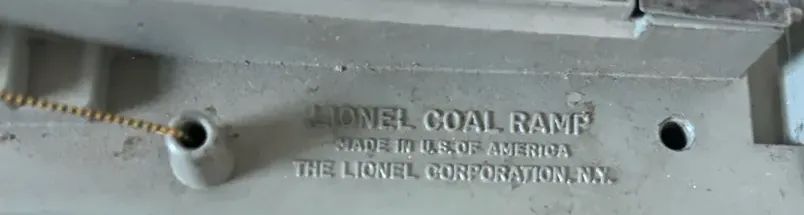 LIONEL COAL RAMP
MADE IN U.S. OF AMERICA
THE LIONEL CORPORATION, N.Y.